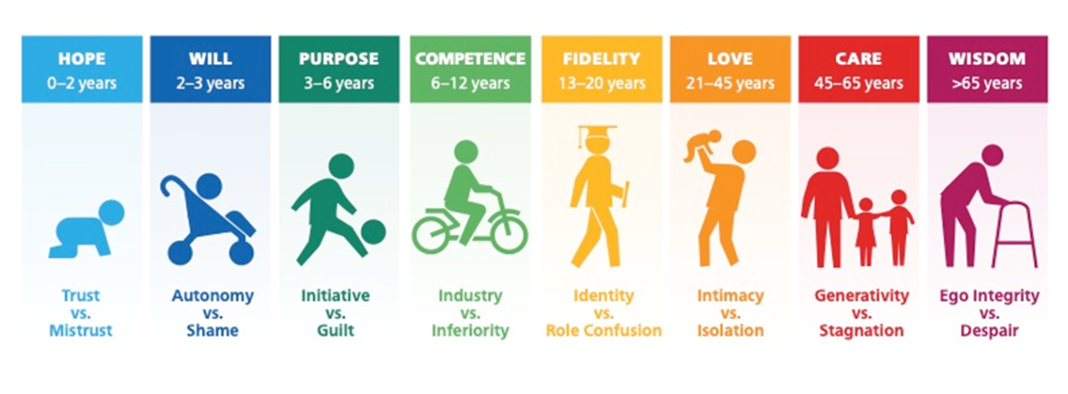 HOPE
0–2 years
Trust
vs.
Mistrust
WILL
2–3 years
Autonomy
vs.
Shame
PURPOSE
3–6 years
Initiative
vs.
Guilt
COMPETENCE
6–12 years
Industry
vs.
Inferiority
FIDELITY
13–20 years
Identity
vs.
Role Confusion
LOVE
21–45 years
Intimacy
vs.
Isolation
CARE
45–65 years
Generativity
vs.
Stagnation
WISDOM
>65 years
Ego Integrity
vs.
Despair